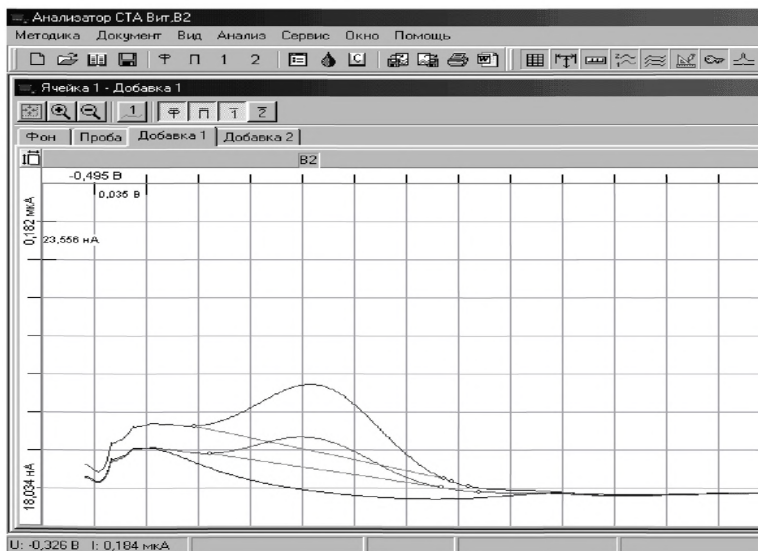 Анализатор СТА Вит.В2
Методика Документ Вид Анализ Сервис Окно Помощь
Ф П 1 2 C W
Ячейка 1 - Добавка 1
1 Ф П 1 2
Фон Проба Добавка 1 Добавка 2
I В2
-0,495 В
0,035 В
0,182 мкА
23,556 нА
18,034 нА
U: -0,326 В I: 0,184 мкА